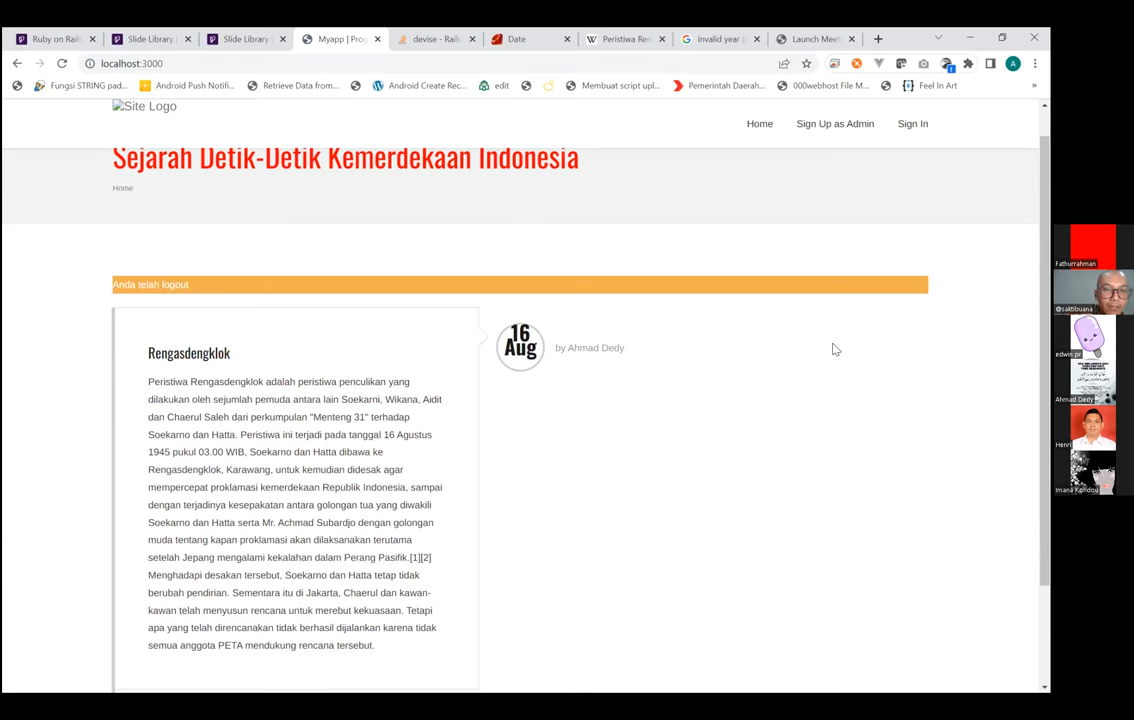 Ruby on Rail
Slide Library
Slide Library
Myapp | Prog
devise - Rails
Date
Peristiwa Ren
invalid year (
Launch Meet
localhost:3000
Fungsi STRING pad...
Android Push Notifi...
Retrieve Data from...
Android Create Rec...
edit
Membuat script upl...
Pemerintah Daerah...
000webhost File M...
Feel In Art
Site Logo
Home
Sign Up as Admin
Sign In
Sejarah Detik-Detik Kemerdekaan Indonesia
Home
Anda telah logout
16
Aug
by Ahmad Dedy
Rengasdengklok
Peristiwa Rengasdengklok adalah peristiwa penculikan yang
dilakukan oleh sejumlah pemuda antara lain Soekarni, Wikana, Aidit
dan Chaerul Saleh dari perkumpulan "Menteng 31" terhadap
Soekarno dan Hatta. Peristiwa ini terjadi pada tanggal 16 Agustus
1945 pukul 03.00 WIB, Soekarno dan Hatta dibawa ke
Rengasdengklok, Karawang, untuk kemudian didesak agar
mempercepat proklamasi kemerdekaan Republik Indonesia, sampai
dengan terjadinya kesepakatan antara golongan tua yang diwakili
Soekarno dan Hatta serta Mr. Achmad Subardjo dengan golongan
muda tentang kapan proklamasi akan dilaksanakan terutama
setelah Jepang mengalami kekalahan dalam Perang Pasifik.[1][2]
Menghadapi desakan tersebut, Soekarno dan Hatta tetap tidak
berubah pendirian. Sementara itu di Jakarta, Chaerul dan kawan-
kawan telah menyusun rencana untuk merebut kekuasaan. Tetapi
apa yang telah direncanakan tidak berhasil dijalankan karena tidak
semua anggota PETA mendukung rencana tersebut.
Fathurrahman
@saktibuana
edwin pr
Ahmad Dedy
Henri
Imana Kondou